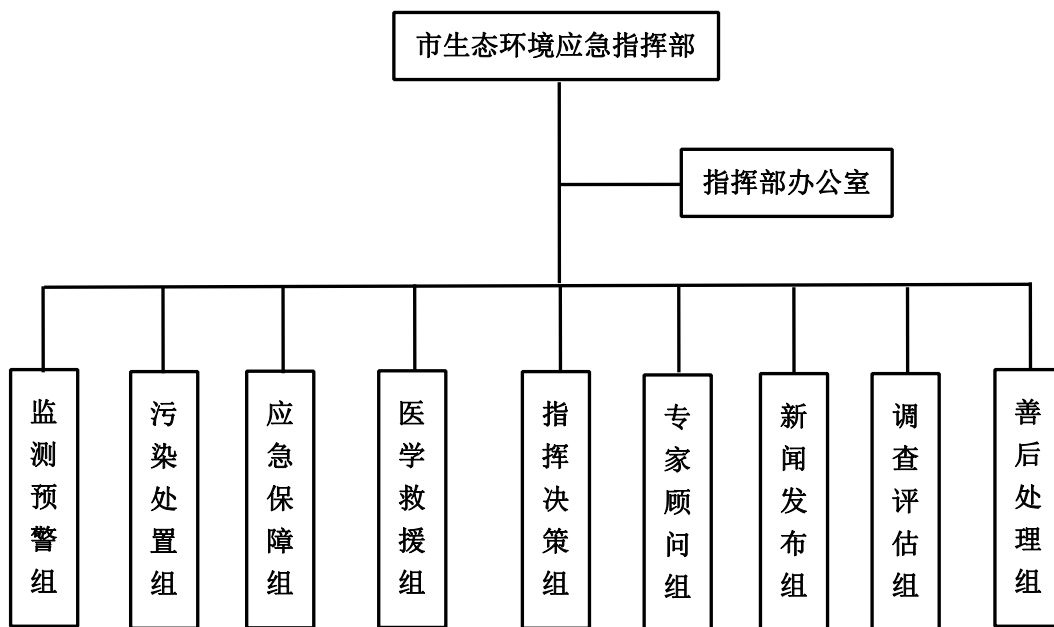 市生态环境应急指挥部
指挥部办公室
监测预警组
污染处置组
应急保障组
医学救援组
指挥决策组
专家顾问组
新闻发布组
调查评估组
善后处理组